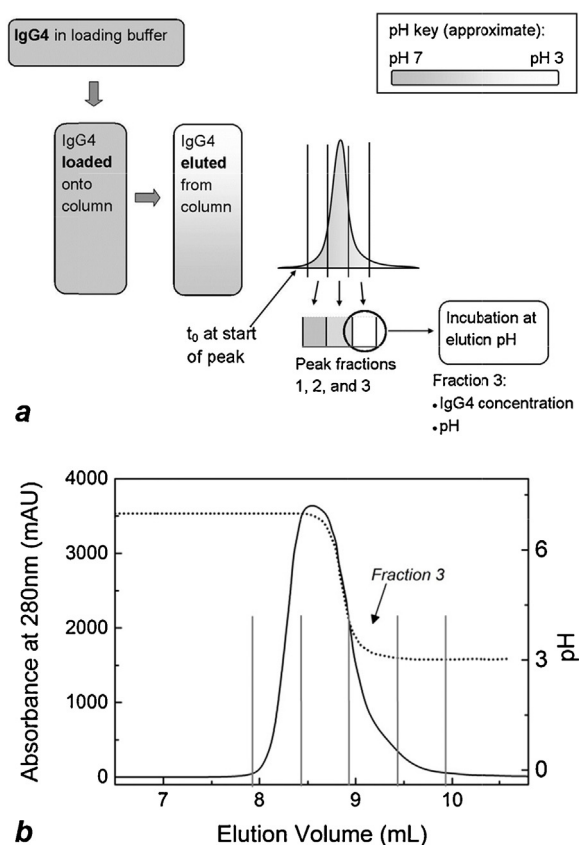 IgG4 in loading buffer
pH key (approximate):
pH 7 pH 3
IgG4
loaded
onto
column
IgG4
eluted
from
column
t0 at start
of peak
Peak fractions
1, 2, and 3
Incubation at
elution pH
Fraction 3:
•IgG4 concentration
•pH
a
4000
3000
2000
1000
0
Absorbance at 280nm (mAU)
Fraction 3
6
3
0
pH
7 8 9 10
Elution Volume (mL)
b